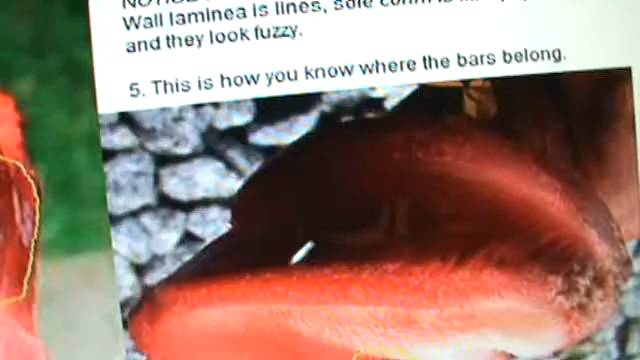 Wall laminea is lines, sole
and they look fuzzy.
5. This is how you know where the bars belong.